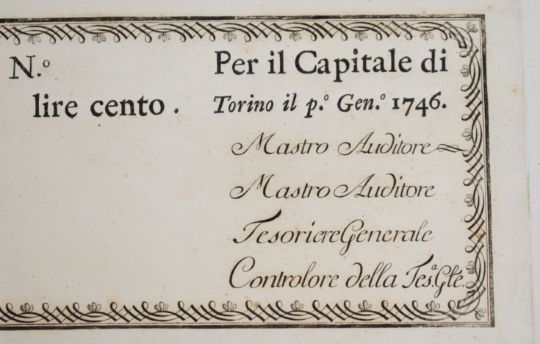 N.º Per il Capitale di
lire cento. Torino il p.º Gen.º 1746.
Mastro Auditore
Mastro Auditore
Tesoriere Generale
Controlore della Tes.ª Gle.